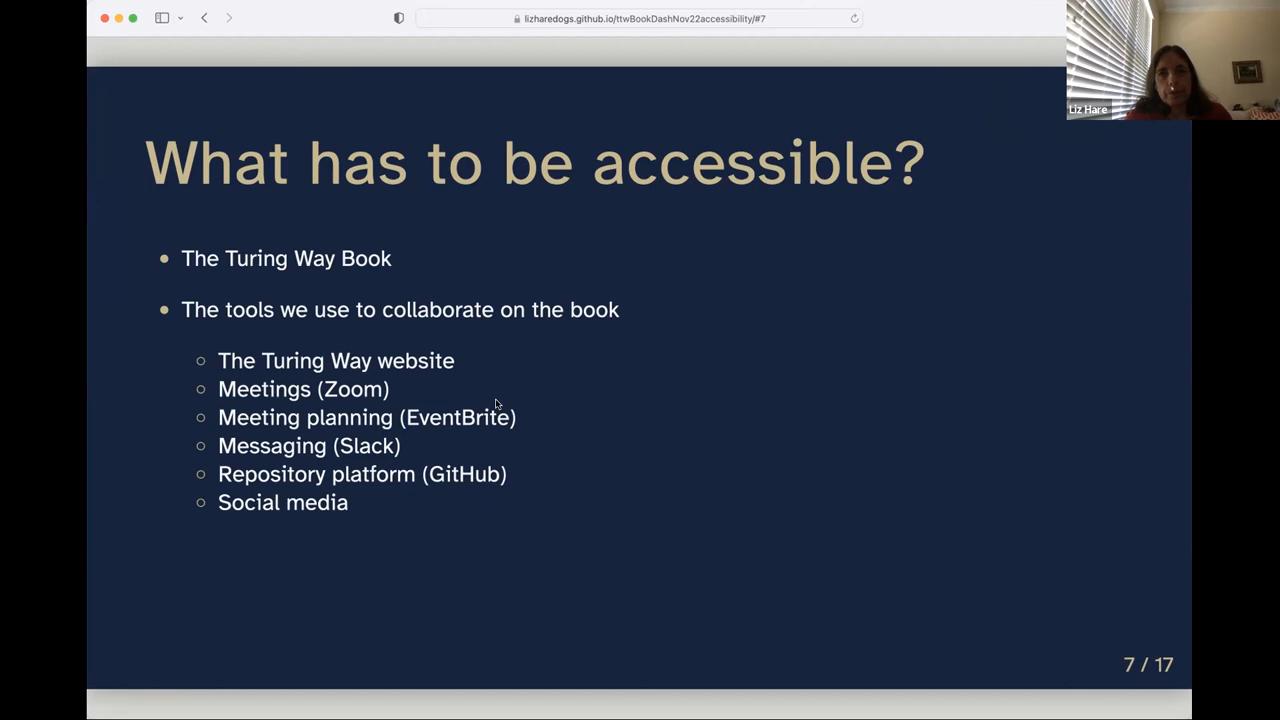 lizharedogs.github.io/ttwBookDashNov22accessibility/#7
Liz Hare
What has to be accessible?
The Turing Way Book
The tools we use to collaborate on the book
The Turing Way website
Meetings (Zoom)
Meeting planning (EventBrite)
Messaging (Slack)
Repository platform (GitHub)
Social media
7 / 17